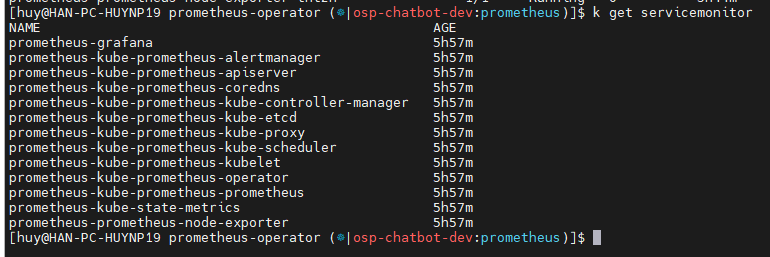 [huy@HAN-PC-HUYNP19 prometheus-operator (⎈|osp-chatbot-dev:prometheus)]$ k get servicemonitor
NAME AGE
prometheus-grafana 5h57m
prometheus-kube-prometheus-alertmanager 5h57m
prometheus-kube-prometheus-apiserver 5h57m
prometheus-kube-prometheus-coredns 5h57m
prometheus-kube-prometheus-kube-controller-manager 5h57m
prometheus-kube-prometheus-kube-etcd 5h57m
prometheus-kube-prometheus-kube-proxy 5h57m
prometheus-kube-prometheus-kube-scheduler 5h57m
prometheus-kube-prometheus-kubelet 5h57m
prometheus-kube-prometheus-operator 5h57m
prometheus-kube-prometheus-prometheus 5h57m
prometheus-kube-state-metrics 5h57m
prometheus-prometheus-node-exporter 5h57m
[huy@HAN-PC-HUYNP19 prometheus-operator (⎈|osp-chatbot-dev:prometheus)]$